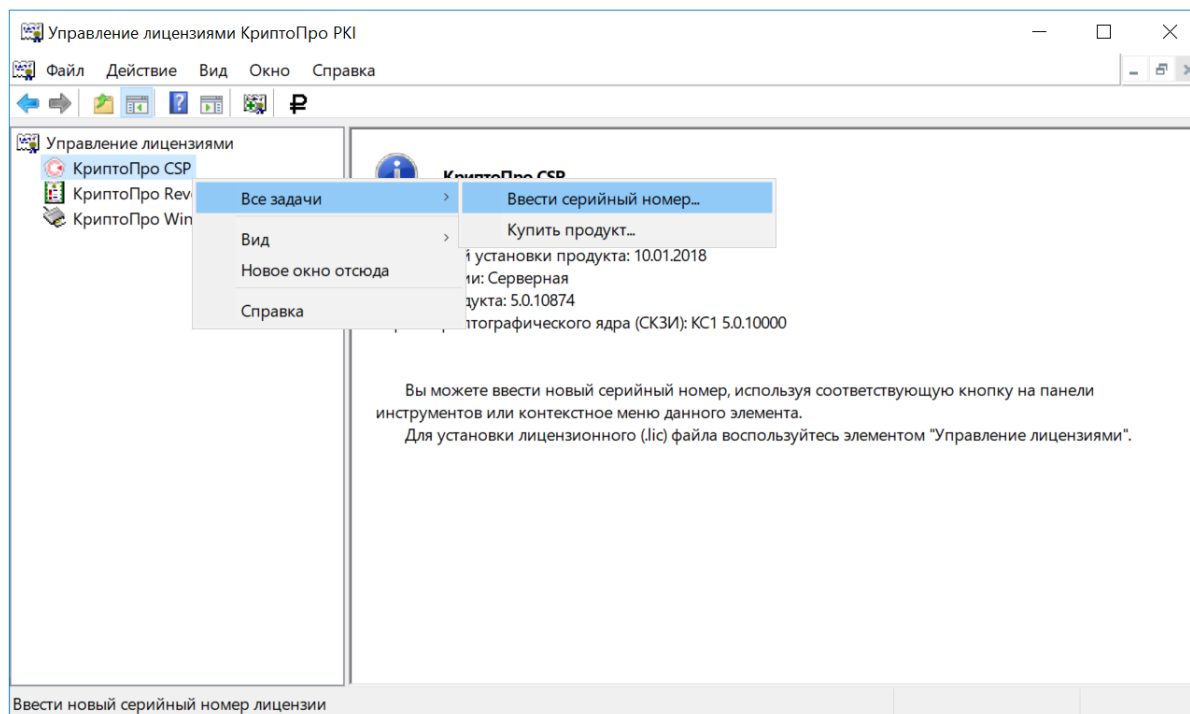 Управление лицензиями КриптоПро PKI
Файл Действие Вид Окно Справка
Управление лицензиями
КриптоПро CSP
КриптоПро Rev
КриптоПро Win
Все задачи
Вид
Новое окно отсюда
Справка
Ввести серийный номер...
Купить продукт...
КриптоПро CSP
й установки продукта: 10.01.2018
ии: Серверная
дукта: 5.0.10874
птографического ядра (СКЗИ): КС1 5.0.10000
Вы можете ввести новый серийный номер, используя соответствующую кнопку на панели
инструментов или контекстное меню данного элемента.
Для установки лицензионного (.lic) файла воспользуйтесь элементом "Управление лицензиями".
Ввести новый серийный номер лицензии